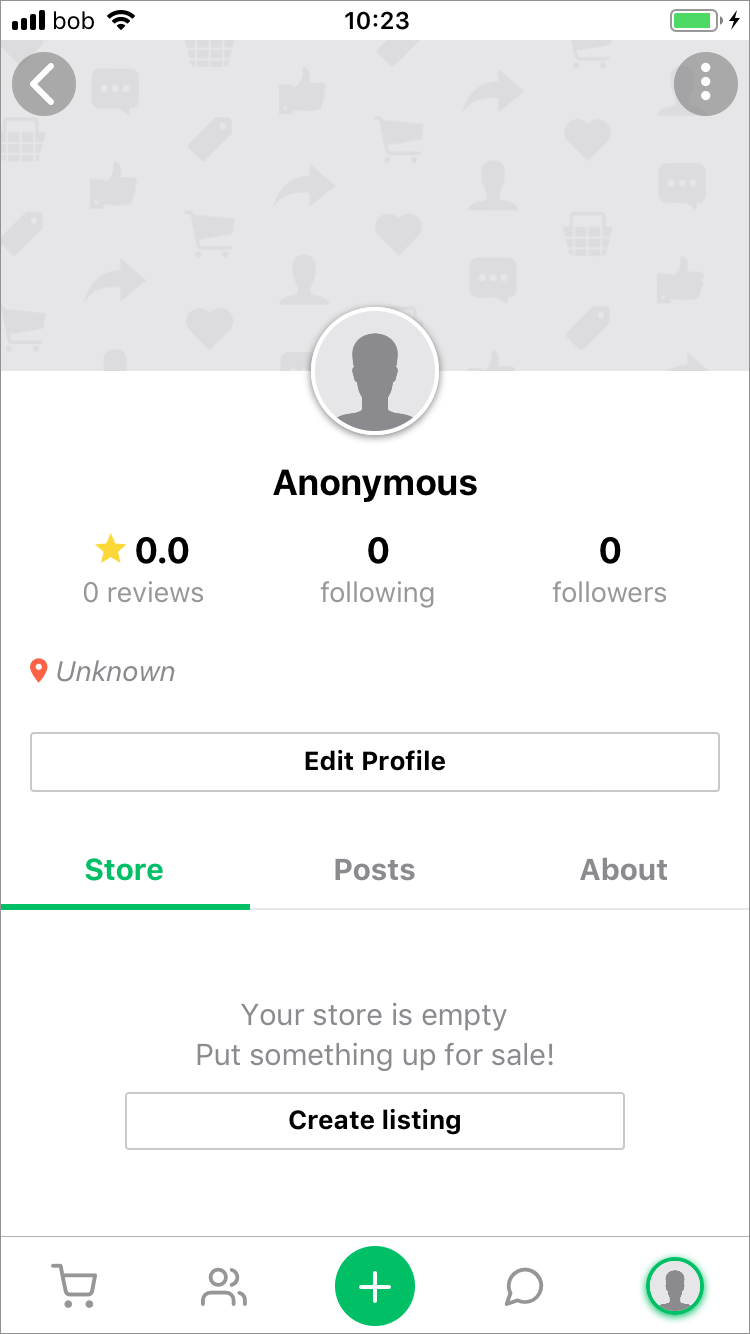 bob 10:23
Anonymous
0.0 0 0
0 reviews following followers
Unknown
Edit Profile
Store Posts About
Your store is empty
Put something up for sale!
Create listing